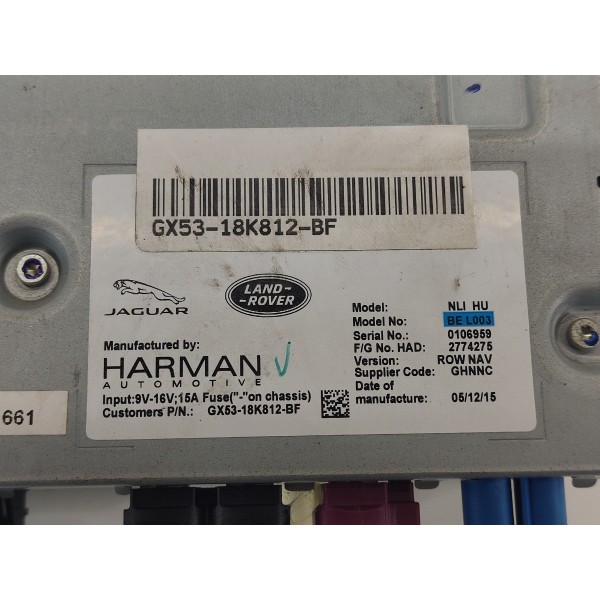 GX53-18K812-BF
JAGUAR
LAND-
-ROVER
Manufactured by:
HARMAN
AUTOMOTIVE
Input:9V-16V;15A Fuse("-"on chassis)
Customers P/N.: GX53-18K812-BF
Model: NLI HU
Model No: BE L003
Serial No.: 0106959
F/G No. HAD: 2774275
Version: ROW NAV
Supplier Code: GHNNC
Date of
manufacture: 05/12/15
661